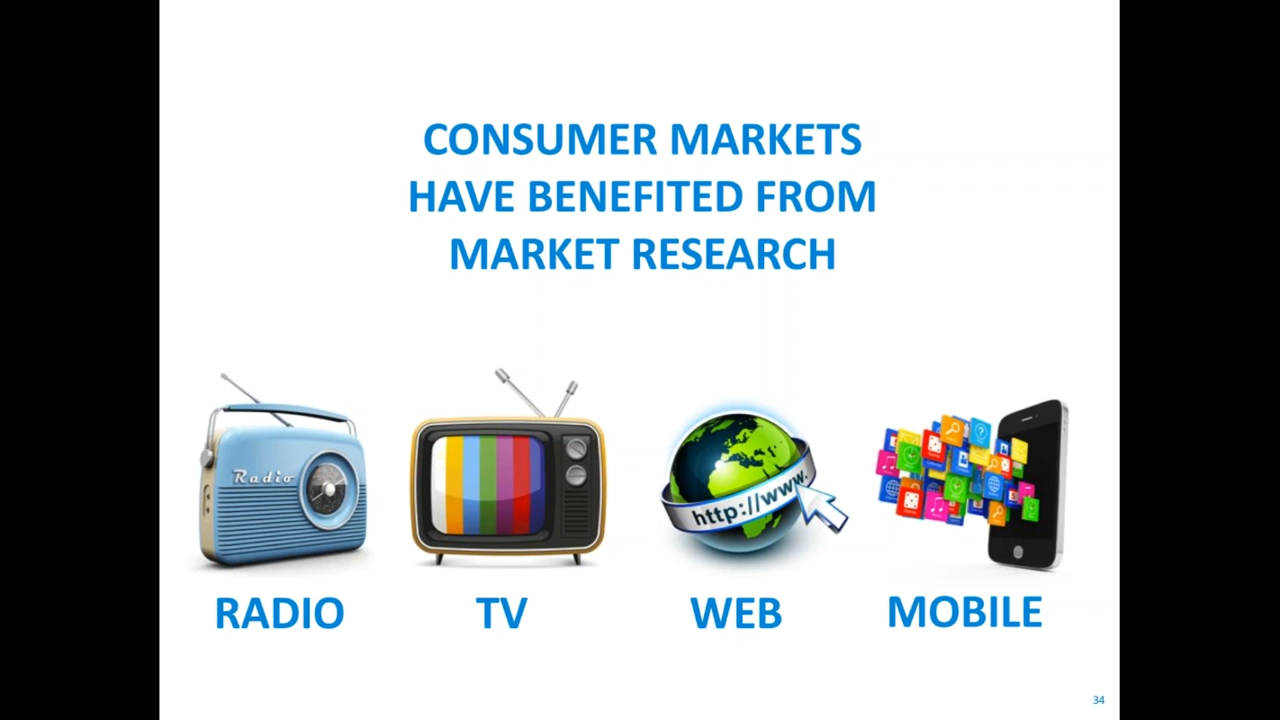 CONSUMER MARKETS
HAVE BENEFITED FROM
MARKET RESEARCH
Radio
http://www.
RADIO
TV
WEB
MOBILE
34